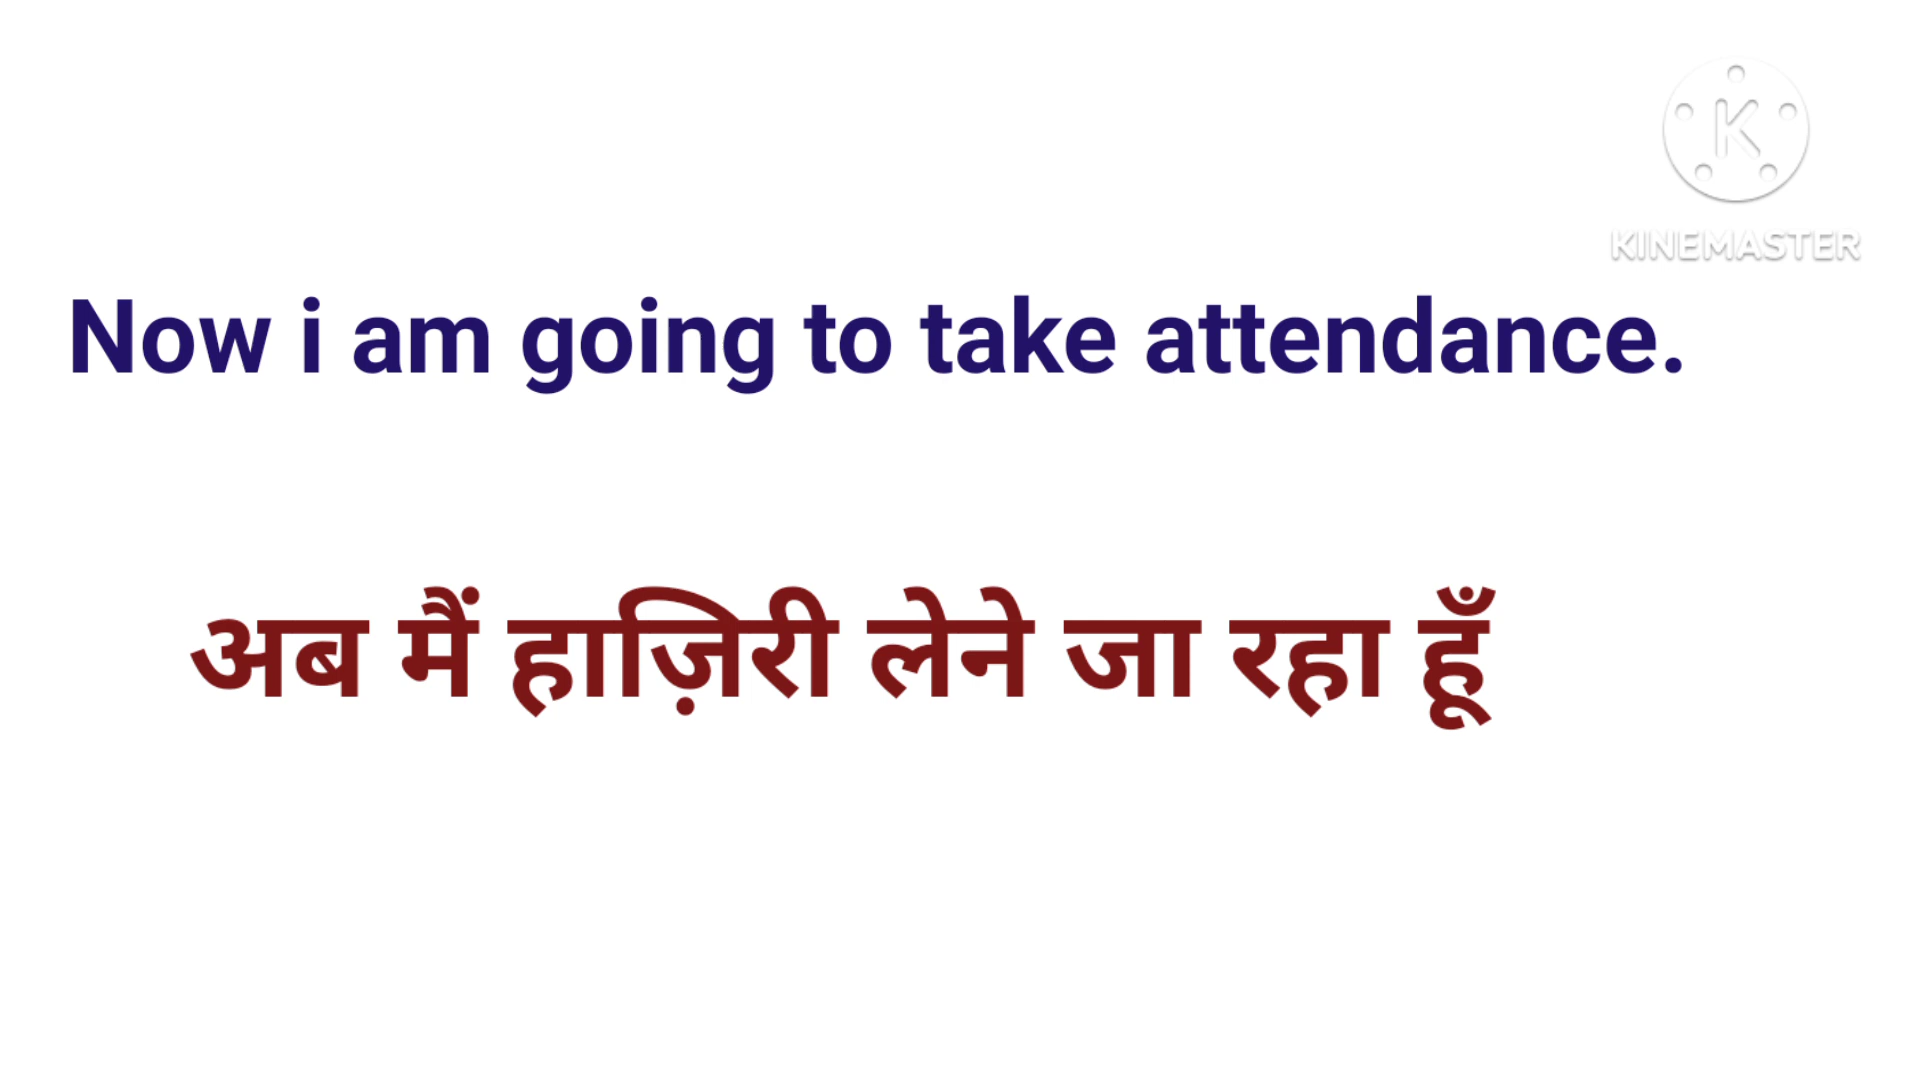 K
KINEMASTER
Now i am going to take attendance.
अब मैं हाज़िरी लेने जा रहा हूँ